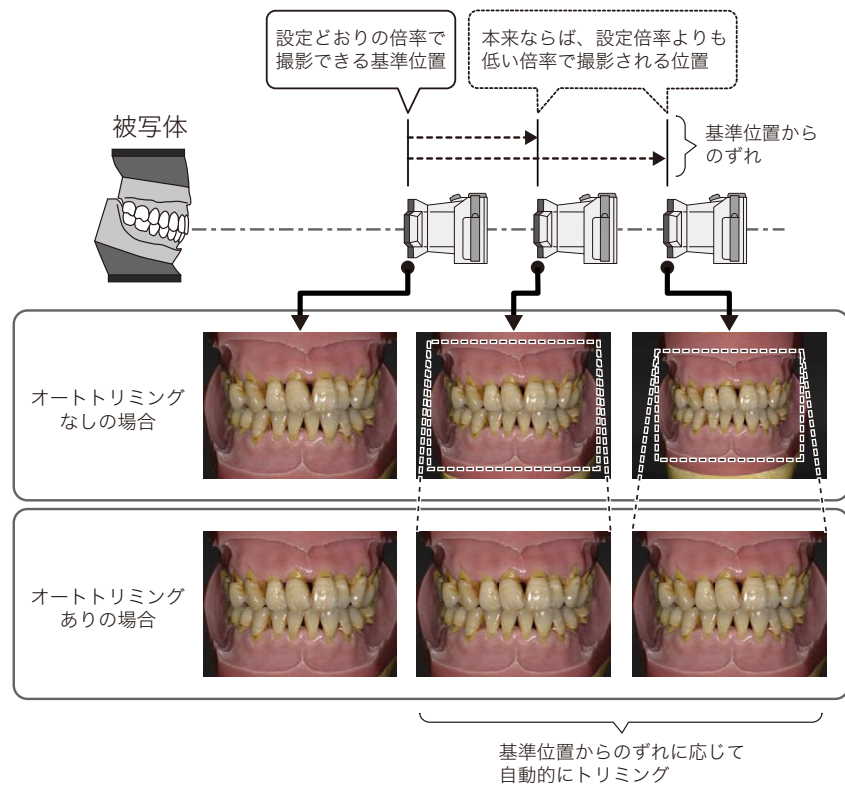 設定どおりの倍率で
撮影できる基準位置
本来ならば、設定倍率よりも
低い倍率で撮影される位置
被写体
基準位置から
のずれ
オートトリミング
なしの場合
オートトリミング
ありの場合
基準位置からのずれに応じて
自動的にトリミング